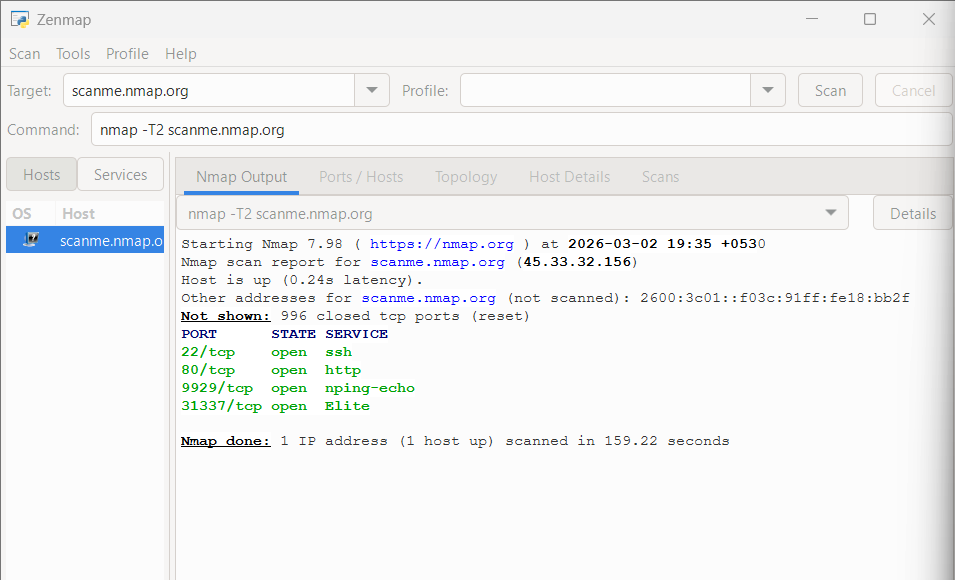 Zenmap
Scan Tools Profile Help
Target: scanme.nmap.org Profile: Scan Cancel
Command: nmap -T2 scanme.nmap.org
Hosts Services Nmap Output Ports / Hosts Topology Host Details Scans
OS Host nmap -T2 scanme.nmap.org Details
scanme.nmap.o
Starting Nmap 7.98 ( https://nmap.org ) at 2026-03-02 19:35 +0530
Nmap scan report for scanme.nmap.org (45.33.32.156)
Host is up (0.24s latency).
Other addresses for scanme.nmap.org (not scanned): 2600:3c01::f03c:91ff:fe18:bb2f
Not shown: 996 closed tcp ports (reset)
PORT STATE SERVICE
22/tcp open ssh
80/tcp open http
9929/tcp open nping-echo
31337/tcp open Elite
Nmap done: 1 IP address (1 host up) scanned in 159.22 seconds